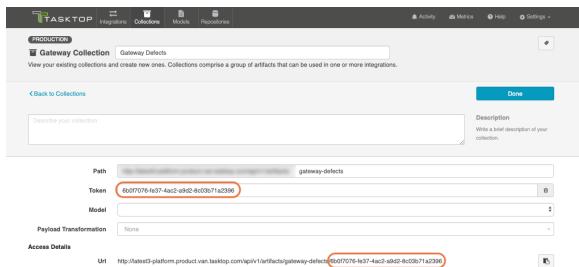 TASKTOP
Integrations Collections Models Repositories
Activity Metrics Help Settings
PRODUCTION
Gateway Collection Gateway Defects
View your existing collections and create new ones. Collections comprise a group of artifacts that can be used in one or more integrations.
Back to Collections
Done
Describe your collection
Description
Write a brief description of your
collection.
Path gateway-defects
Token 6b0f7076-fe37-4ac2-a9d2-8c03b71a2396
Model
Payload Transformation None
Access Details
Url http://latest3-platform.product.van.tasktop.com/api/v1/artifacts/gateway-defects/6b0f7076-fe37-4ac2-a9d2-8c03b71a2396